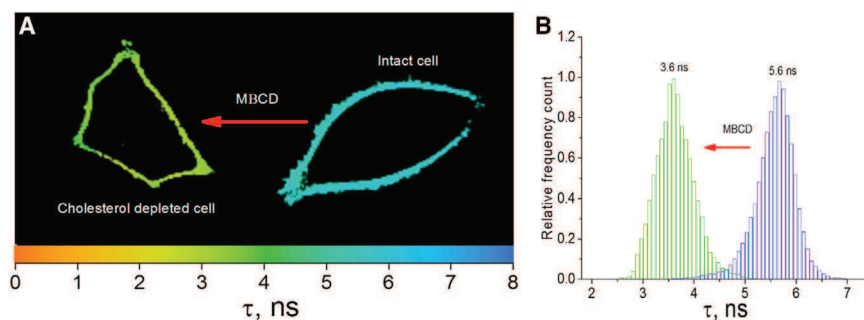 A
Intact cell
MBCD
Cholesterol depleted cell
0 1 2 3 4 5 6 7 8
τ, ns
B
Relative frequency count
1.2
1.0
0.8
0.6
0.4
0.2
0.0
3.6 ns 5.6 ns
MBCD
2 3 4 5 6 7
τ, ns